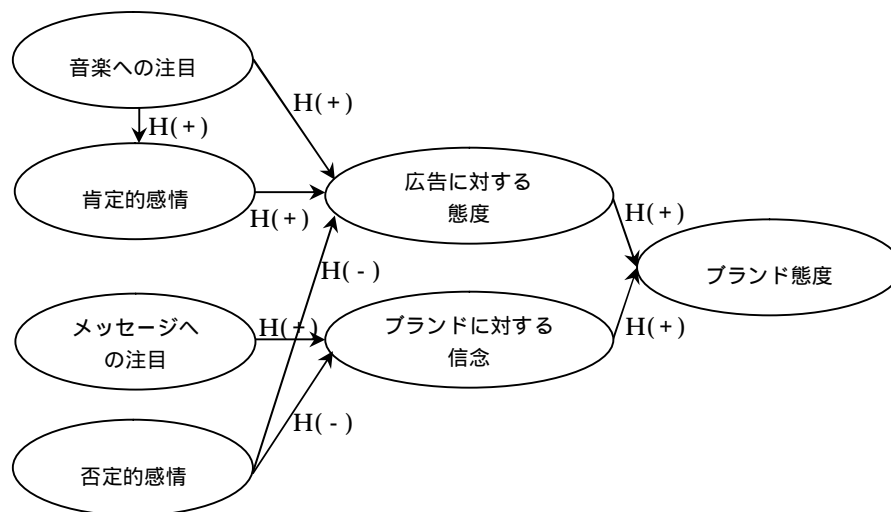 音楽への注目
H(+)
H(+)
肯定的感情
H(+)
広告に対する
態度
H(+)
ブランド態度
H(-)
メッセージへ
の注目
H(+)
ブランドに対する
信念
H(+)
H(-)
否定的感情